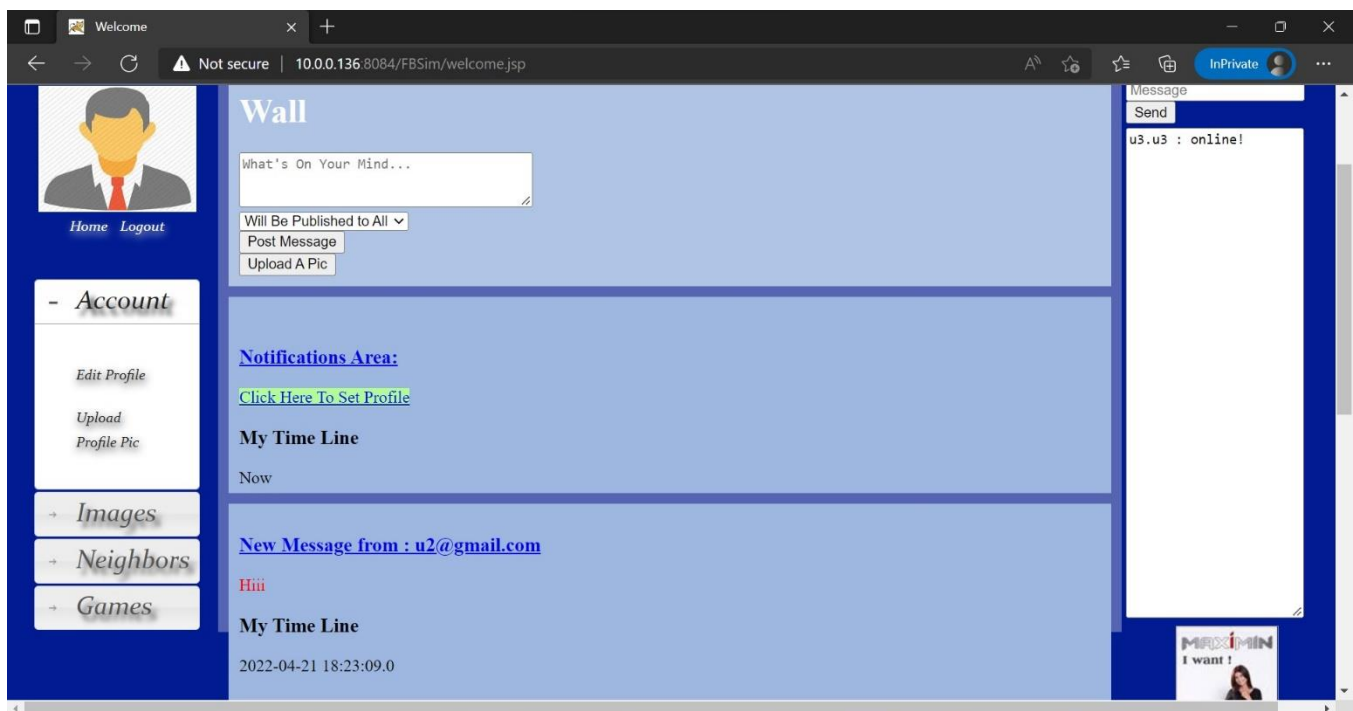 Welcome
Not secure | 10.0.0.136:8084/FBSim/welcome.jsp
InPrivate
Home Logout
- Account
Edit Profile
Upload
Profile Pic
Images
Neighbors
Games
Wall
What's On Your Mind...
Will Be Published to All
Post Message
Upload A Pic
Notifications Area:
Click Here To Set Profile
My Time Line
Now
New Message from : u2@gmail.com
Hiii
My Time Line
2022-04-21 18:23:09.0
Message
Send
u3.u3 : online!
MAXIMIN
I want !